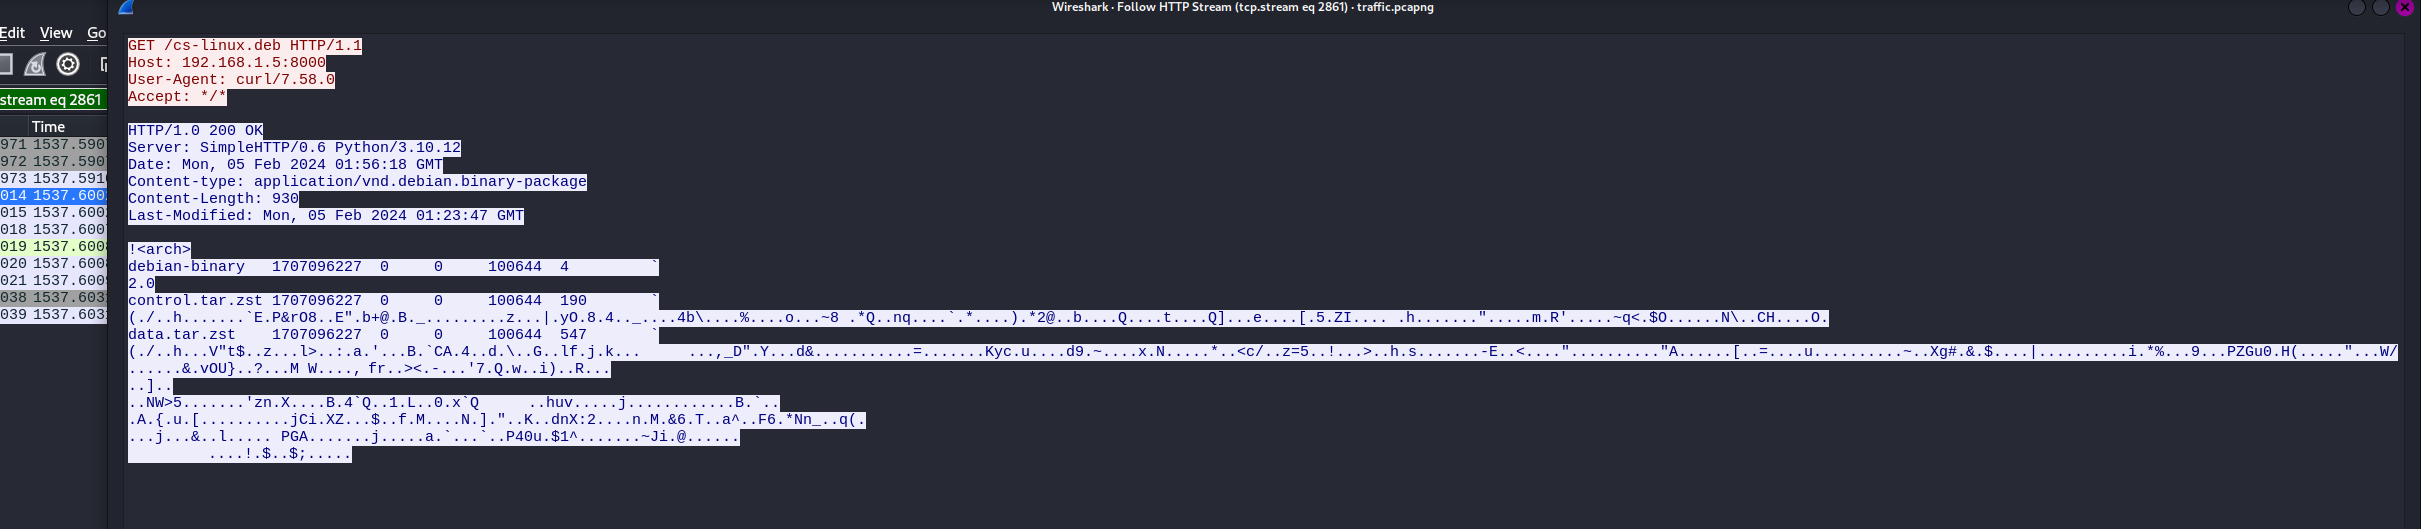 Wireshark · Follow HTTP Stream (tcp.stream eq 2861) · traffic.pcapng
Edit View Go
stream eq 2861
Time
971 1537.590
972 1537.590
973 1537.591
014 1537.600
015 1537.600
018 1537.600
019 1537.600
020 1537.600
021 1537.600
038 1537.603
039 1537.603
GET /cs-linux.deb HTTP/1.1
Host: 192.168.1.5:8000
User-Agent: curl/7.58.0
Accept: */*
HTTP/1.0 200 OK
Server: SimpleHTTP/0.6 Python/3.10.12
Date: Mon, 05 Feb 2024 01:56:18 GMT
Content-type: application/vnd.debian.binary-package
Content-Length: 930
Last-Modified: Mon, 05 Feb 2024 01:23:47 GMT
!<arch>
debian-binary   1707096227  0     0     100644  4         `
2.0
control.tar.zst 1707096227  0     0     100644  190       `
(./..h.......`E.P&rO8..E".b+@.B._.........z...|.yO.8.4.._....4b\....%....o...~8 .*Q..nq....`.*....).*2@..b....Q....t....Q]...e....[.5.ZI.... .h.......".....m.R'.....~q<.$O......N\..CH....O.
data.tar.zst    1707096227  0     0     100644  547       `
(./..h...V"t$..z...l>..:.a.'...B.`CA.4..d.\..G..lf.j.k...	...,_D".Y...d&...........=.......Kyc.u....d9.~....x.N.....*..<c/..z=5..!...>..h.s.......-E..<....".........."A......[..=....u..........~..Xg#.&.$....|..........i.*%...9...PZGu0.H(....."...W/
......&.vOU}..?...M W...., fr..><.-...'7.Q.w..i)..R...
..]..
..NW>5.......'zn.X....B.4`Q..1.L..0.x`Q	..huv.....j............B.`..
.A.{.u.[..........jCi.XZ...$..f.M....N.]."..K..dnX:2....n.M.&6.T..a^..F6.*Nn_..q(.
...j...&..l..... PGA.......j.....a.`...`..P40u.$1^.......~Ji.@......
....!.$..$;.....